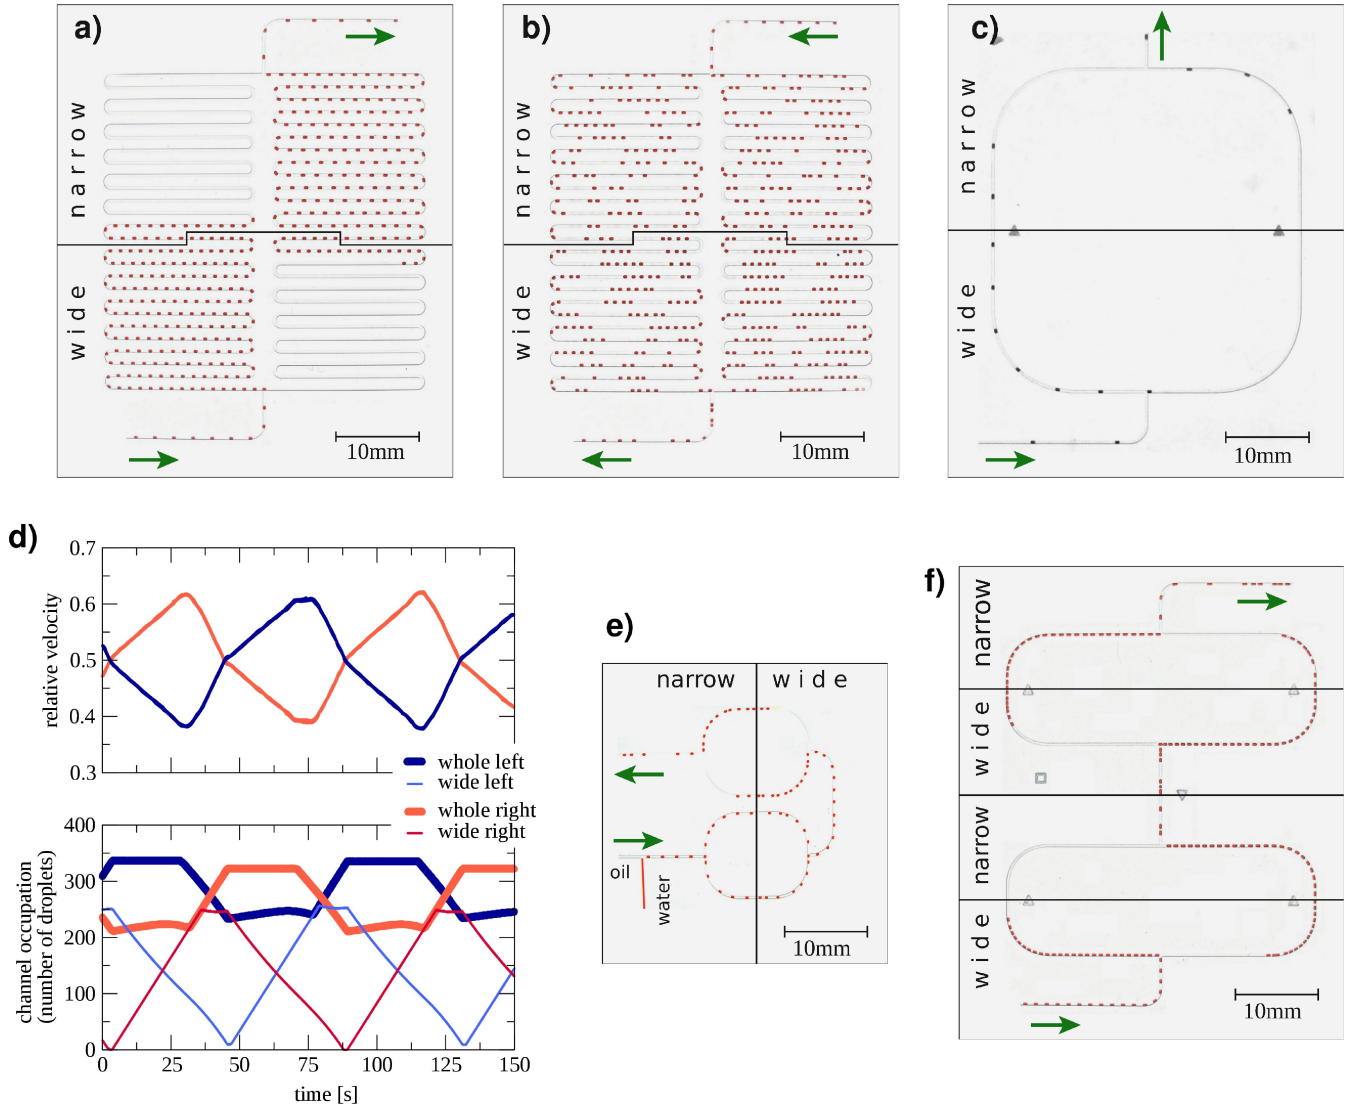 a)
narrow
wide
10mm
b)
narrow
wide
10mm
c)
narrow
wide
10mm
d)
0.7
0.6
0.5
0.4
0.3
relative velocity
whole left
wide left
whole right
wide right
400
300
200
100
0
channel occupation
(number of droplets)
0
25
50
75
100
125
150
time [s]
e)
narrow
wide
oil
water
10mm
f)
narrow
wide
narrow
wide
10mm